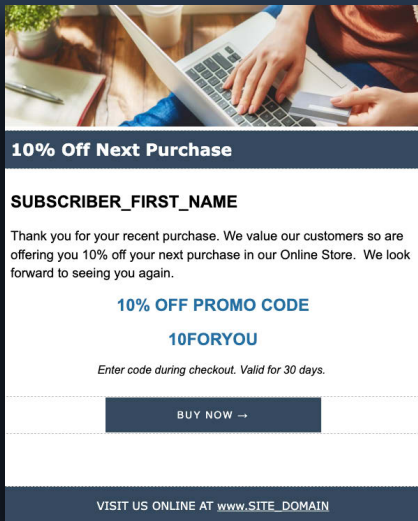 10% Off Next Purchase
SUBSCRIBER_FIRST_NAME
Thank you for your recent purchase. We value our customers so are
offering you 10% off your next purchase in our Online Store.  We look
forward to seeing you again.
10% OFF PROMO CODE
10FORYOU
Enter code during checkout. Valid for 30 days.
BUY NOW →
VISIT US ONLINE AT www.SITE_DOMAIN